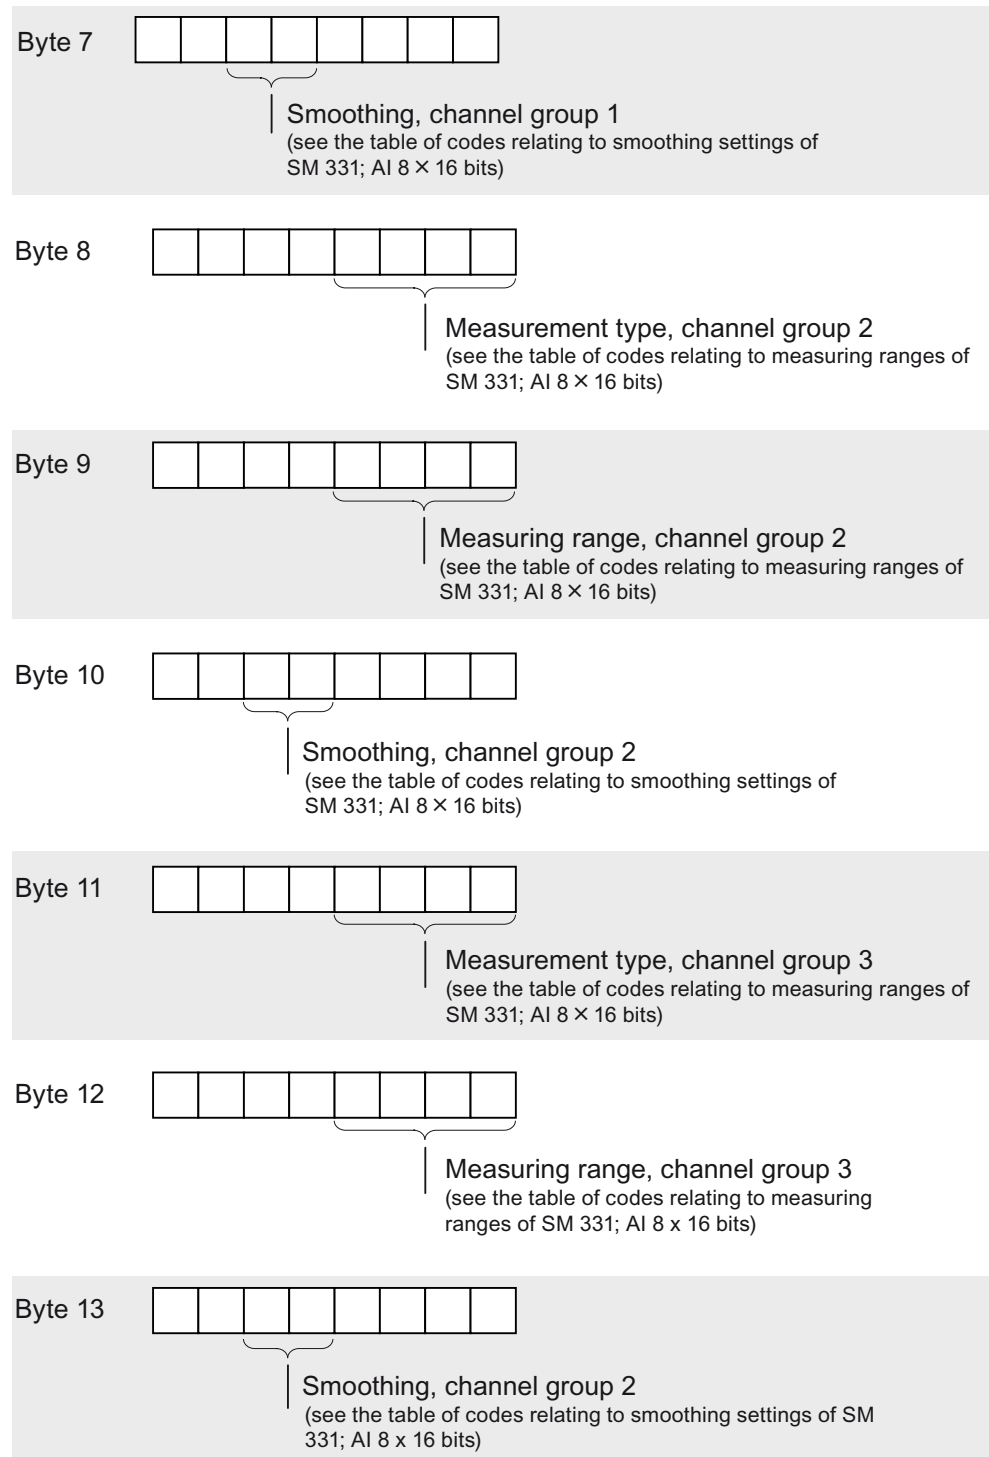 Byte 7
Smoothing, channel group 1
(see the table of codes relating to smoothing settings of
SM 331; AI 8 × 16 bits)
Byte 8
Measurement type, channel group 2
(see the table of codes relating to measuring ranges of
SM 331; AI 8 × 16 bits)
Byte 9
Measuring range, channel group 2
(see the table of codes relating to measuring ranges of
SM 331; AI 8 × 16 bits)
Byte 10
Smoothing, channel group 2
(see the table of codes relating to smoothing settings of
SM 331; AI 8 × 16 bits)
Byte 11
Measurement type, channel group 3
(see the table of codes relating to measuring ranges of
SM 331; AI 8 × 16 bits)
Byte 12
Measuring range, channel group 3
(see the table of codes relating to measuring
ranges of SM 331; AI 8 x 16 bits)
Byte 13
Smoothing, channel group 2
(see the table of codes relating to smoothing settings of SM
331; AI 8 x 16 bits)